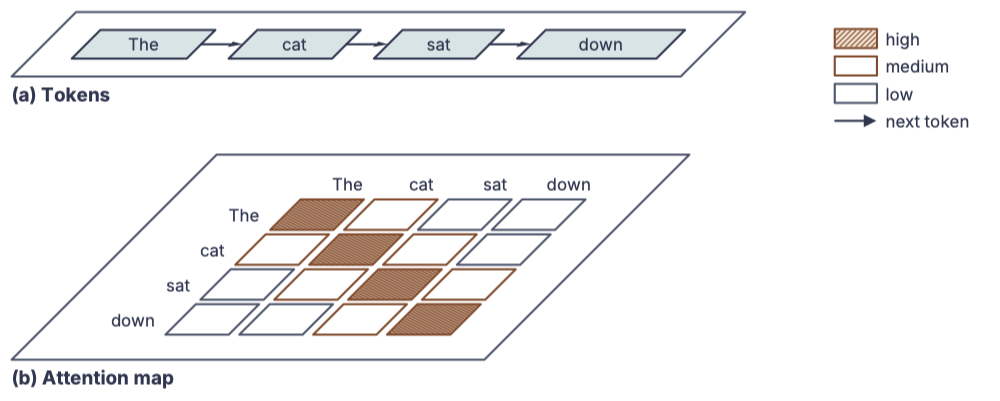 The cat sat down
(a) Tokens
high
medium
low
next token
The cat sat down
The
cat
sat
down
(b) Attention map